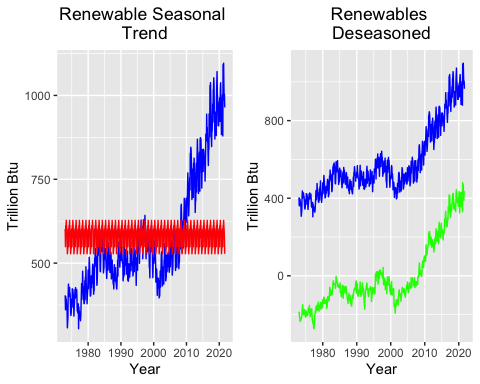 Renewable Seasonal
Trend
Trillion Btu
1000
750
500
1980 1990 2000 2010 2020
Year
Renewables
Deseasoned
Trillion Btu
800
400
0
1980 1990 2000 2010 2020
Year